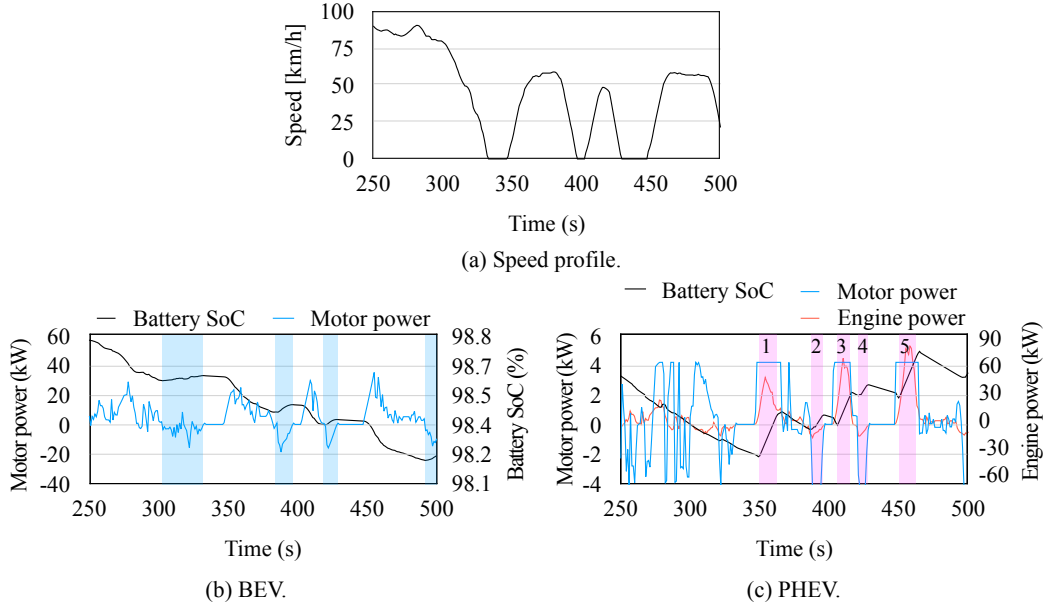 100
75
50
25
0
Speed [km/h]
250 300 350 400 450 500
Time (s)
(a) Speed profile.
Battery SoC Motor power
60
40
20
0
-20
-40
Motor power (kW)
98.8
98.7
98.5
98.4
98.2
98.1
Battery SoC (%)
250 300 350 400 450 500
Time (s)
(b) BEV.
Battery SoC Motor power
Engine power
6
4
2
0
-2
-4
Motor power (kW)
1 2 3 4 5
90
60
30
0
-30
-60
Engine power (kW)
250 300 350 400 450 500
Time (s)
(c) PHEV.